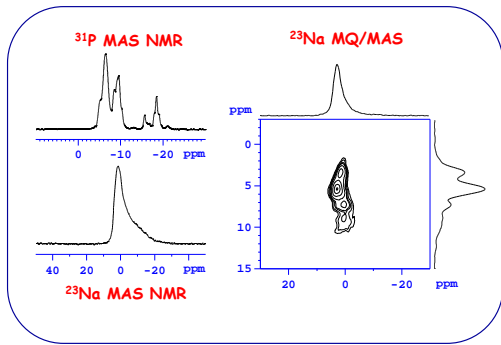 31P MAS NMR
0 -10 -20 ppm
40 20 0 -20 ppm
23Na MAS NMR
23Na MQ/MAS
ppm
0
5
10
15
20 0 -20 ppm